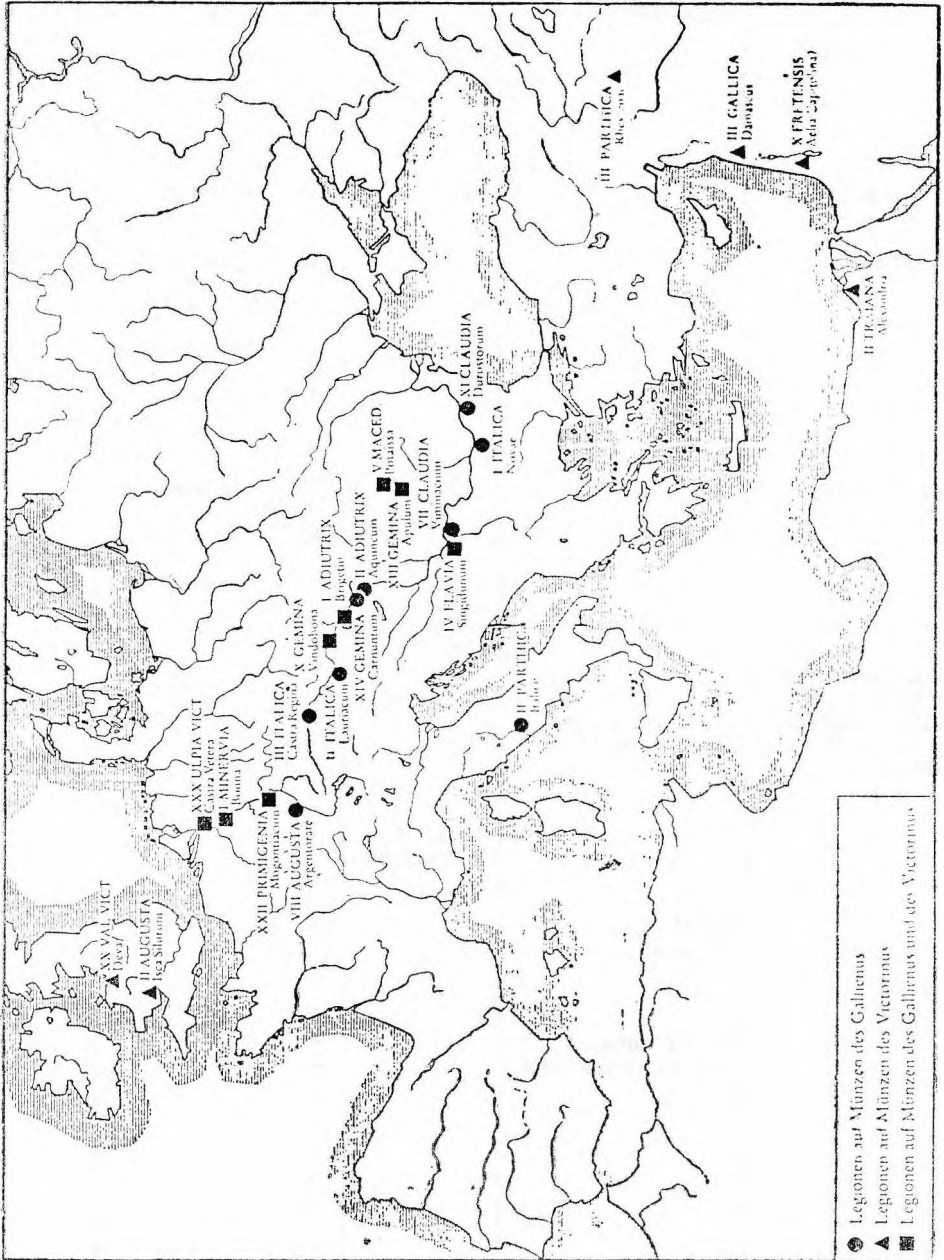 XX VAL VICT
Deva
II AUGUSTA
Isca Silurum
XXX ULPIA VICT
Castra Vetera
I MINERVIA
Bonna
XXII PRIMIGENIA
Mogontiacum
VIII AUGUSTA
Argentorate
III ITALICA
Castra Regina
II ITALICA
Lauriacum
X GEMINA
Vindobona
XIV GEMINA
Carnuntum
I ADIUTRIX
Brigetio
II ADIUTRIX
Aquincum
V MACED
Potaissa
XIII GEMINA
Apulum
VII CLAUDIA
Viminacium
IV FLAVIA
Singidunum
XI CLAUDIA
Durostorum
I ITALICA
Novae
II PARTHICA
III PARTHICA
III GALLICA
Damascus
X FRETENSIS
Aelia Capitolina
II TRAIANA
Alexandria
Legionen auf Münzen des Gallienus
Legionen auf Münzen des Victorinus
Legionen auf Münzen des Gallienus und des Victorinus